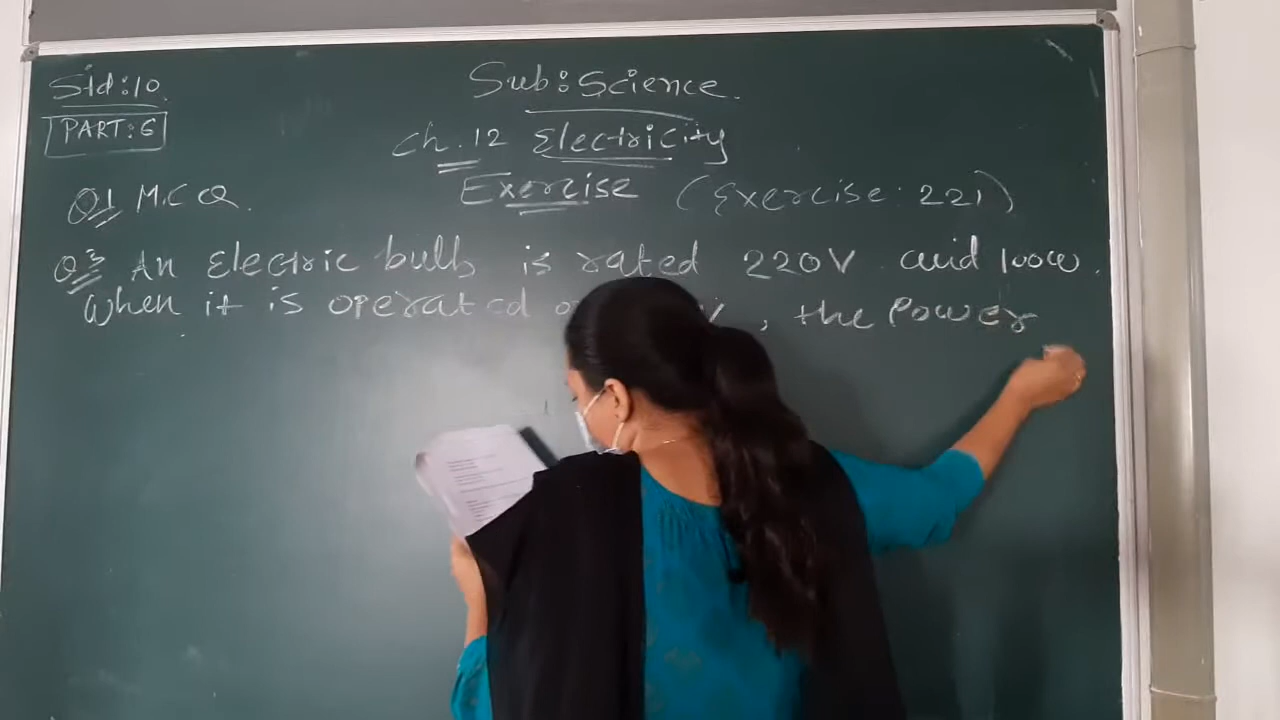 Std:10
Sub:Science.
PART:6
Ch.12 Electricity
Exercise (Exercise:221)
Q1 M.C Q.
Q3 An Electric bulb is rated 220V and 100W.
When it is operated , the Power